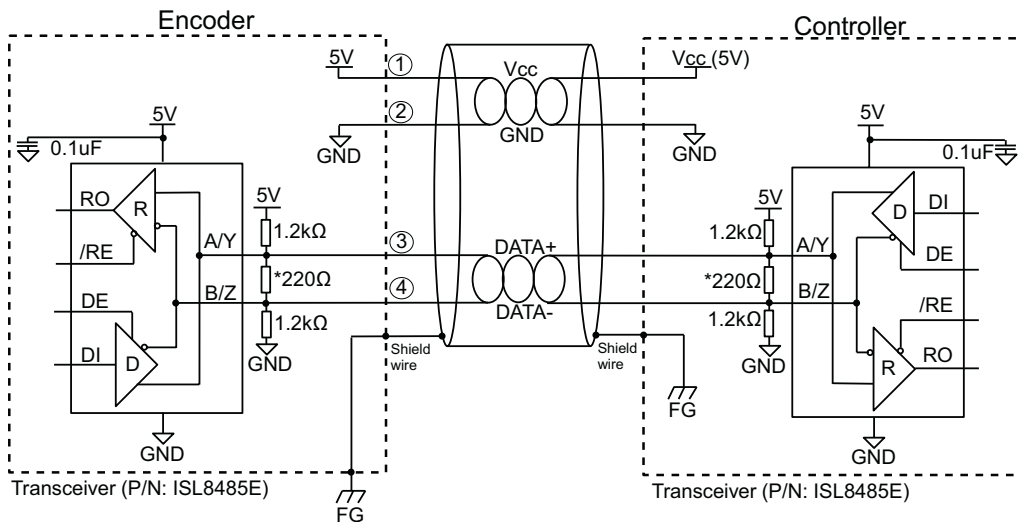 Encoder
Controller
5V
①
Vcc
Vcc (5V)
②
GND
GND
GND
5V
0.1uF
5V
0.1uF
RO
R
/RE
DE
DI
D
A/Y
B/Z
5V
1.2kΩ
*220Ω
1.2kΩ
GND
GND
③
④
DATA+
DATA-
Shield
wire
FG
Shield
wire
FG
5V
1.2kΩ
*220Ω
1.2kΩ
GND
A/Y
B/Z
D
DI
DE
/RE
R
RO
GND
Transceiver (P/N: ISL8485E)
Transceiver (P/N: ISL8485E)